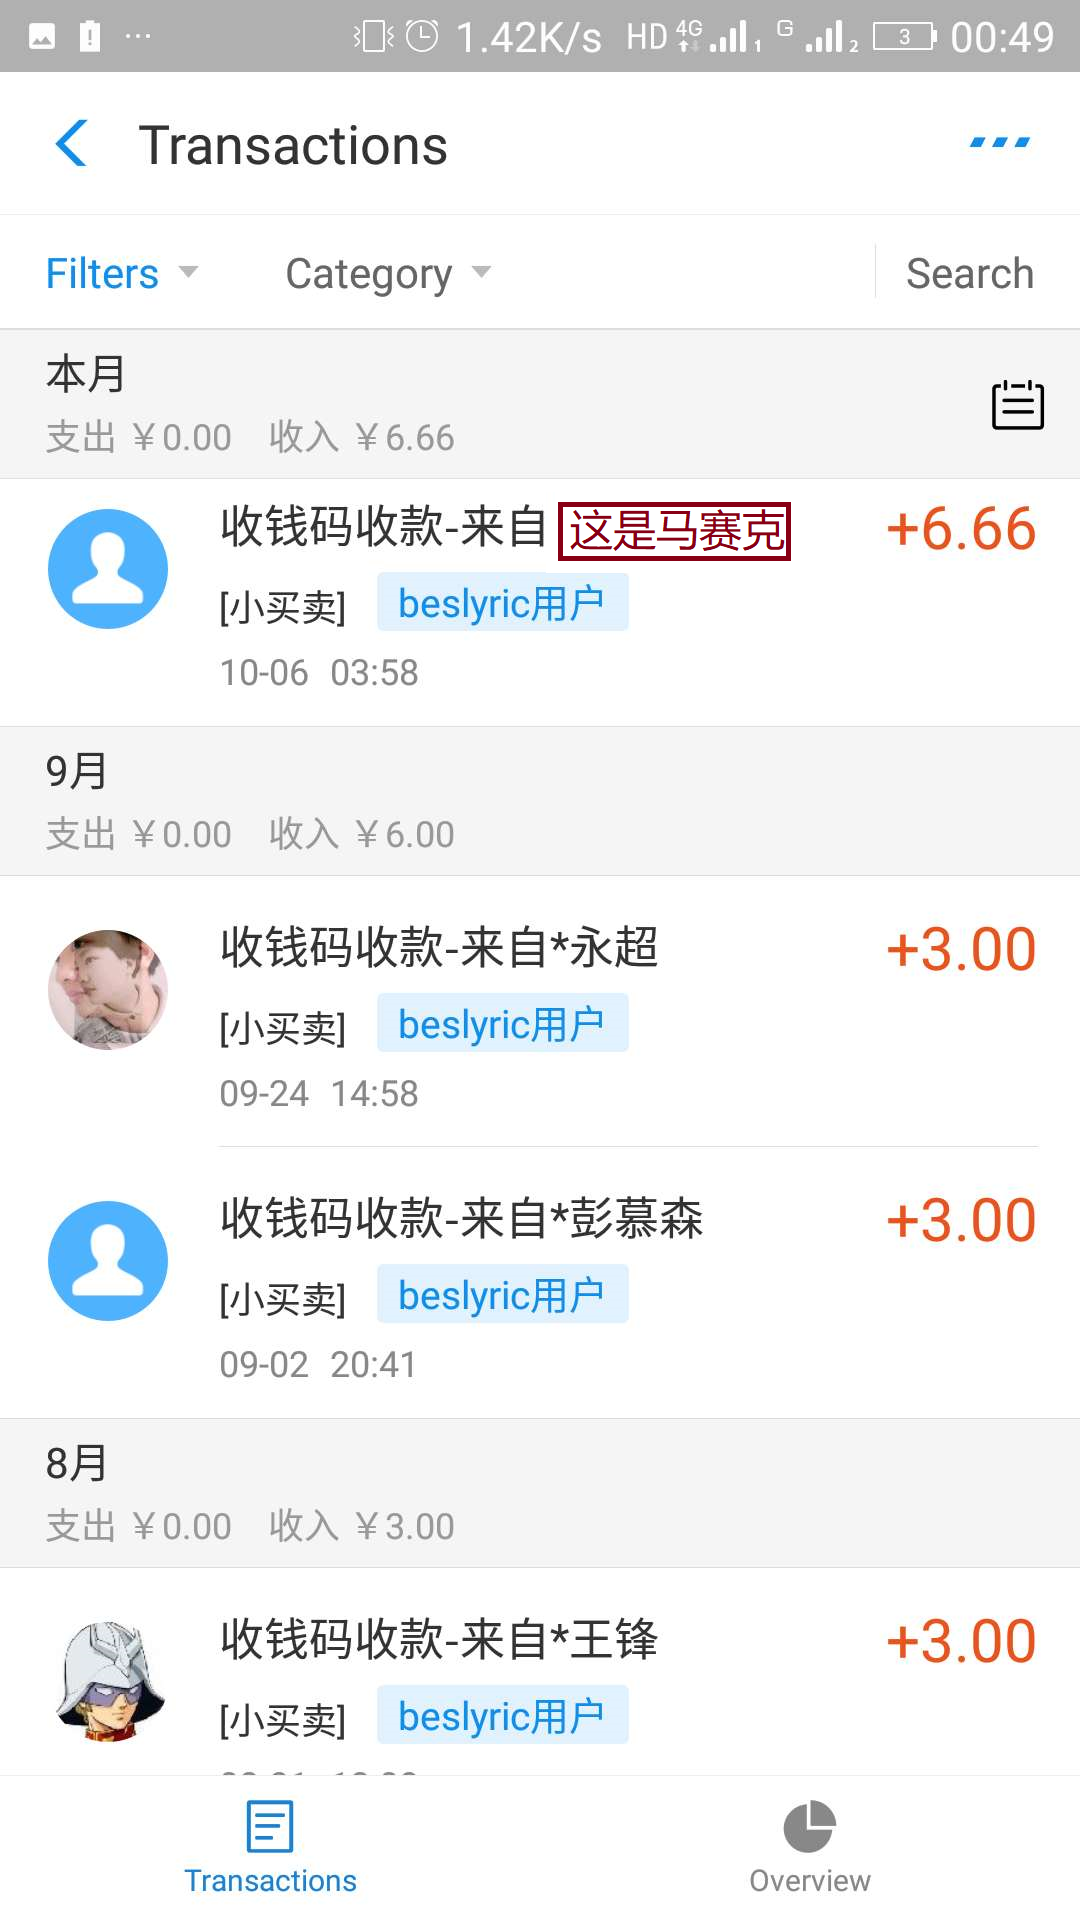 1.42K/s HD 4G 1 G 2 3 00:49
Transactions
Filters Category Search
本月
支出 ￥0.00 收入 ￥6.66
收钱码收款-来自 这是马赛克 +6.66
[小买卖] beslyric用户
10-06 03:58
9月
支出 ￥0.00 收入 ￥6.00
收钱码收款-来自*永超 +3.00
[小买卖] beslyric用户
09-24 14:58
收钱码收款-来自*彭慕森 +3.00
[小买卖] beslyric用户
09-02 20:41
8月
支出 ￥0.00 收入 ￥3.00
收钱码收款-来自*王锋 +3.00
[小买卖] beslyric用户
Transactions Overview